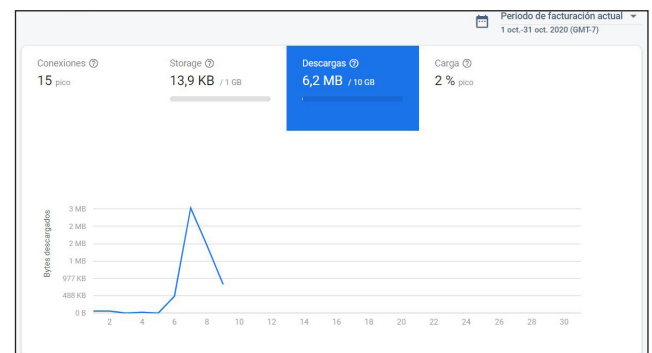 Periodo de facturación actual
1 oct.-31 oct. 2020 (GMT-7)
Conexiones
15 pico
Storage
13,9 KB / 1 GB
Descargas
6,2 MB / 10 GB
Carga
2 % pico
Bytes descargados
3 MB
2 MB
2 MB
1 MB
977 KB
488 KB
0 B
2 4 6 8 10 12 14 16 18 20 22 24 26 28 30